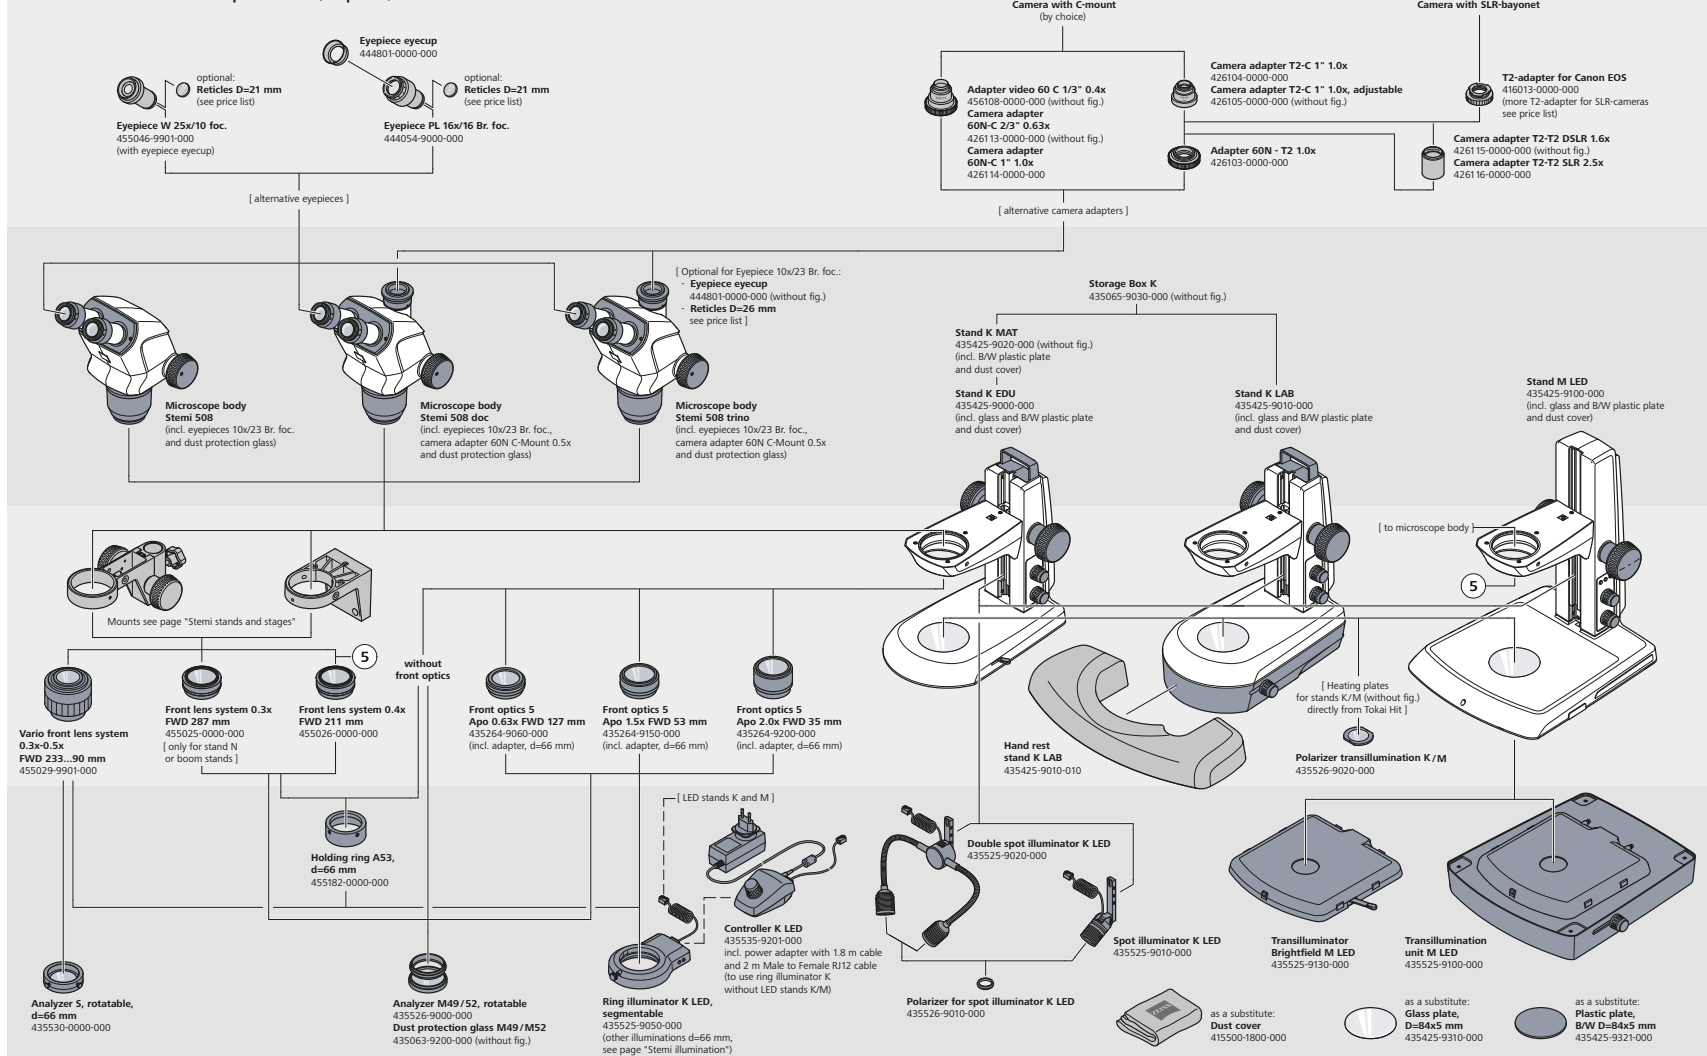 Camera with C-mount
(by choice)
Camera with SLR-bayonet
Eyepiece eyecup
444801-0000-000
optional:
Reticles D=21 mm
(see price list)
optional:
Reticles D=21 mm
(see price list)
Eyepiece W 25x/10 foc.
455046-9901-000
(with eyepiece eyecup)
Eyepiece PL 16x/16 Br. foc.
444054-9000-000
[ alternative eyepieces ]
Adapter video 60 C 1/3" 0.4x
456108-0000-000 (without fig.)
Camera adapter
60N-C 2/3" 0.63x
426113-0000-000 (without fig.)
Camera adapter
60N-C 1" 1.0x
426114-0000-000
Camera adapter T2-C 1" 1.0x
426104-0000-000
Camera adapter T2-C 1" 1.0x, adjustable
426105-0000-000 (without fig.)
Adapter 60N - T2 1.0x
426103-0000-000
T2-adapter for Canon EOS
416013-0000-000
(more T2-adapter for SLR-cameras
see price list)
Camera adapter T2-T2 DSLR 1.6x
426115-0000-000 (without fig.)
Camera adapter T2-T2 SLR 2.5x
426116-0000-000
[ alternative camera adapters ]
[ Optional for Eyepiece 10x/23 Br. foc.:
- Eyepiece eyecup
444801-0000-000 (without fig.)
- Reticles D=26 mm
see price list ]
Microscope body
Stemi 508
(incl. eyepieces 10x/23 Br. foc.
and dust protection glass)
Microscope body
Stemi 508 doc
(incl. eyepieces 10x/23 Br. foc.,
camera adapter 60N C-Mount 0.5x
and dust protection glass)
Microscope body
Stemi 508 trino
(incl. eyepieces 10x/23 Br. foc.,
camera adapter 60N C-Mount 0.5x
and dust protection glass)
Storage Box K
435065-9030-000 (without fig.)
Stand K MAT
435425-9020-000 (without fig.)
(incl. B/W plastic plate
and dust cover)
Stand K EDU
435425-9000-000
(incl. glass and B/W plastic plate
and dust cover)
Stand K LAB
435425-9010-000
(incl. glass and B/W plastic plate
and dust cover)
Stand M LED
435425-9100-000
(incl. glass and B/W plastic plate
and dust cover)
[ to microscope body ]
5
Mounts see page "Stemi stands and stages"
5
without
front optics
Vario front lens system
0.3x-0.5x
FWD 233...90 mm
455029-9901-000
Front lens system 0.3x
FWD 287 mm
455025-0000-000
[ only for stand N
or boom stands ]
Front lens system 0.4x
FWD 211 mm
455026-0000-000
Front optics 5
Apo 0.63x FWD 127 mm
435264-9060-000
(incl. adapter, d=66 mm)
Front optics 5
Apo 1.5x FWD 53 mm
435264-9150-000
(incl. adapter, d=66 mm)
Front optics 5
Apo 2.0x FWD 35 mm
435264-9200-000
(incl. adapter, d=66 mm)
Hand rest
stand K LAB
435425-9010-010
[ Heating plates
for stands K/M (without fig.)
directly from Tokai Hit ]
Polarizer transillumination K/M
435526-9020-000
Holding ring A53,
d=66 mm
455182-0000-000
[ LED stands K and M ]
Controller K LED
435535-9201-000
incl. power adapter with 1.8 m cable
and 2 m Male to Female RJ12 cable
(to use ring illuminator K
without LED stands K/M)
Double spot illuminator K LED
435525-9020-000
Spot illuminator K LED
435525-9010-000
Transilluminator
Brightfield M LED
435525-9130-000
Transillumination
unit M LED
435525-9100-000
Analyzer S, rotatable,
d=66 mm
435530-0000-000
Analyzer M49/52, rotatable
435526-9000-000
Dust protection glass M49/M52
435063-9200-000 (without fig.)
Ring illuminator K LED,
segmentable
435525-9050-000
(other illuminations d=66 mm,
see page "Stemi illumination")
Polarizer for spot illuminator K LED
435526-9010-000
as a substitute:
Dust cover
415500-1800-000
as a substitute:
Glass plate,
D=84x5 mm
435425-9310-000
as a substitute:
Plastic plate,
B/W D=84x5 mm
435425-9321-000